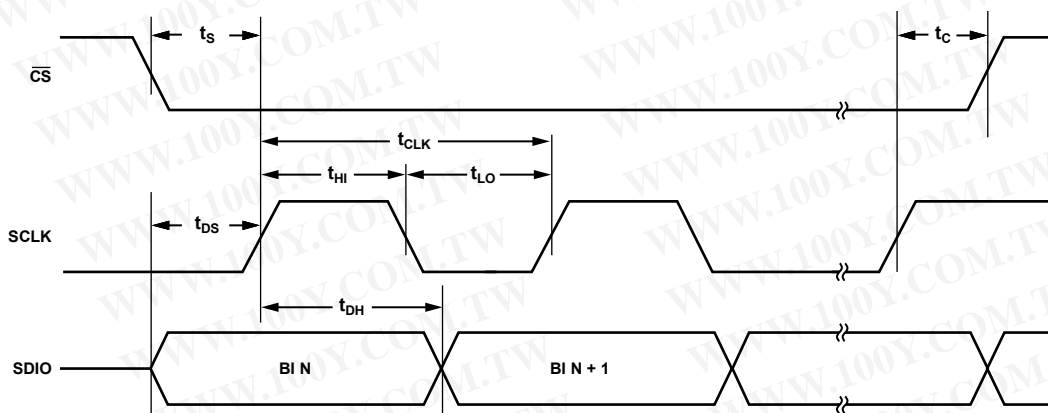 tS
tC
CS
tCLK
tHI
tLO
tDS
SCLK
tDH
SDIO
BI N
BI N + 1
WWW.100Y.COM.TW